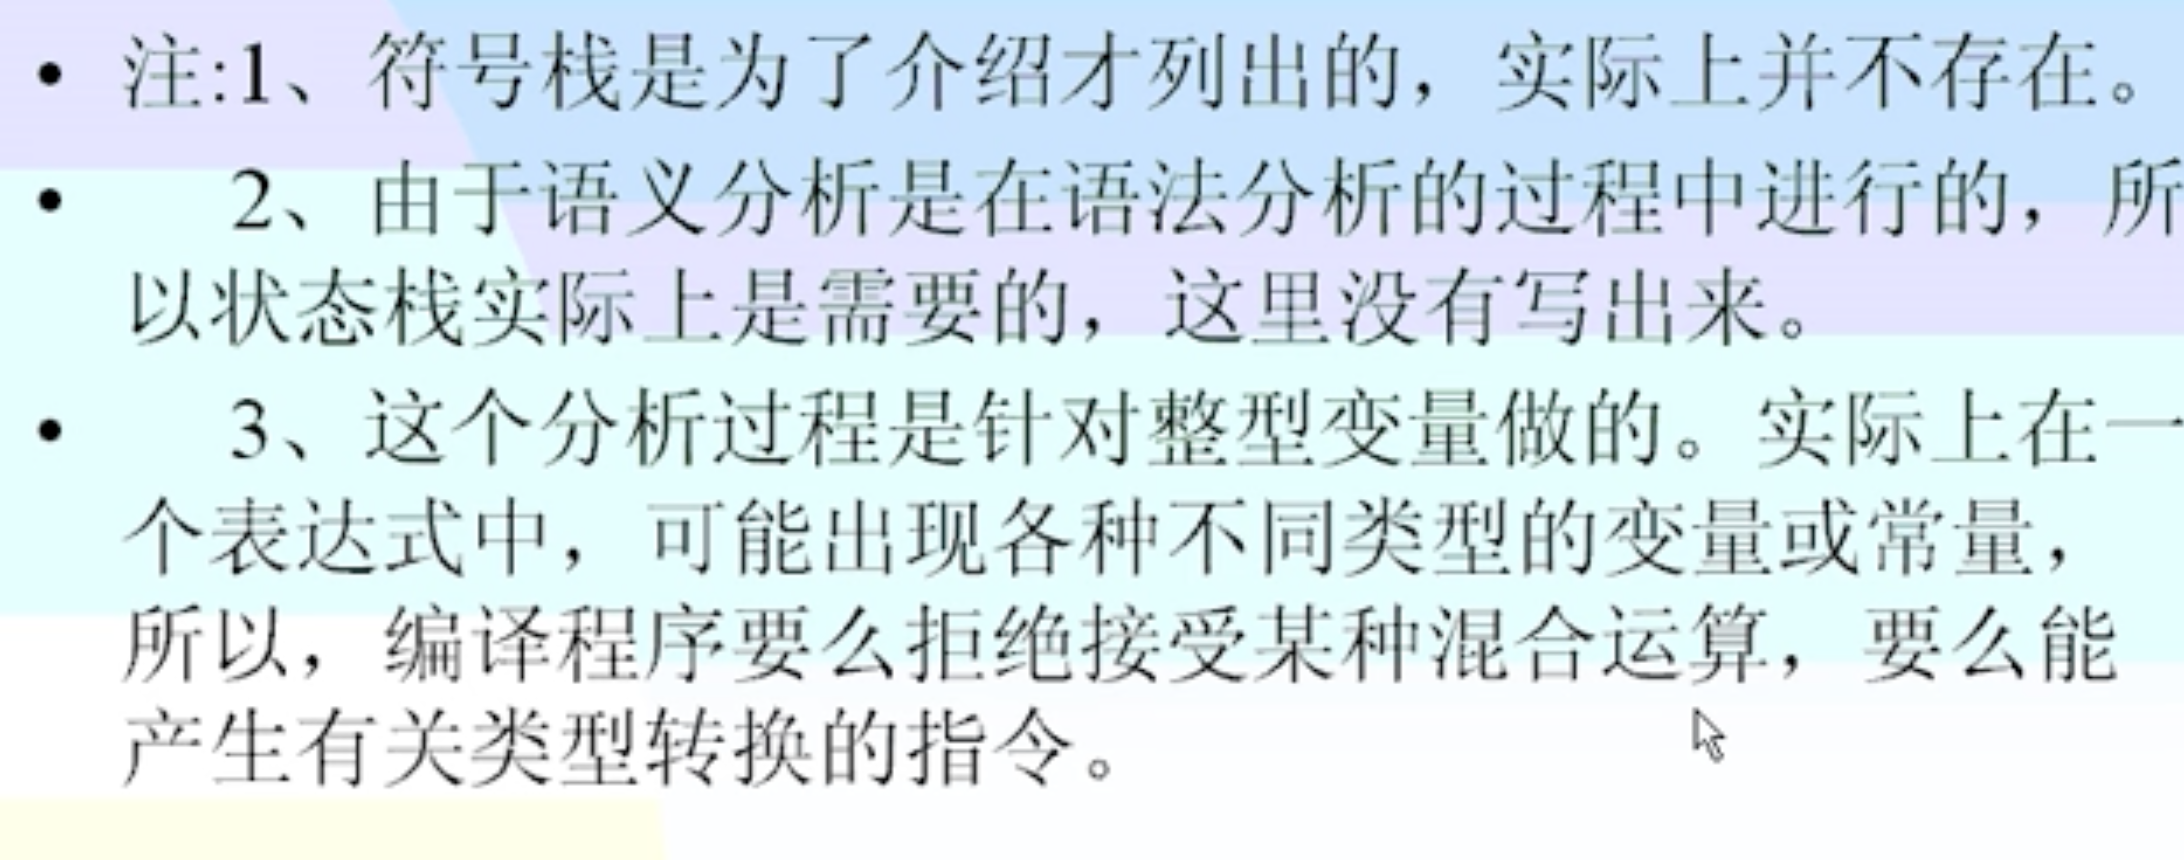 • 注:1、符号栈是为了介绍才列出的，实际上并不存在。
• 2、由于语义分析是在语法分析的过程中进行的，所
以状态栈实际上是需要的，这里没有写出来。
• 3、这个分析过程是针对整型变量做的。实际上在一
个表达式中，可能出现各种不同类型的变量或常量，
所以，编译程序要么拒绝接受某种混合运算，要么能
产生有关类型转换的指令。